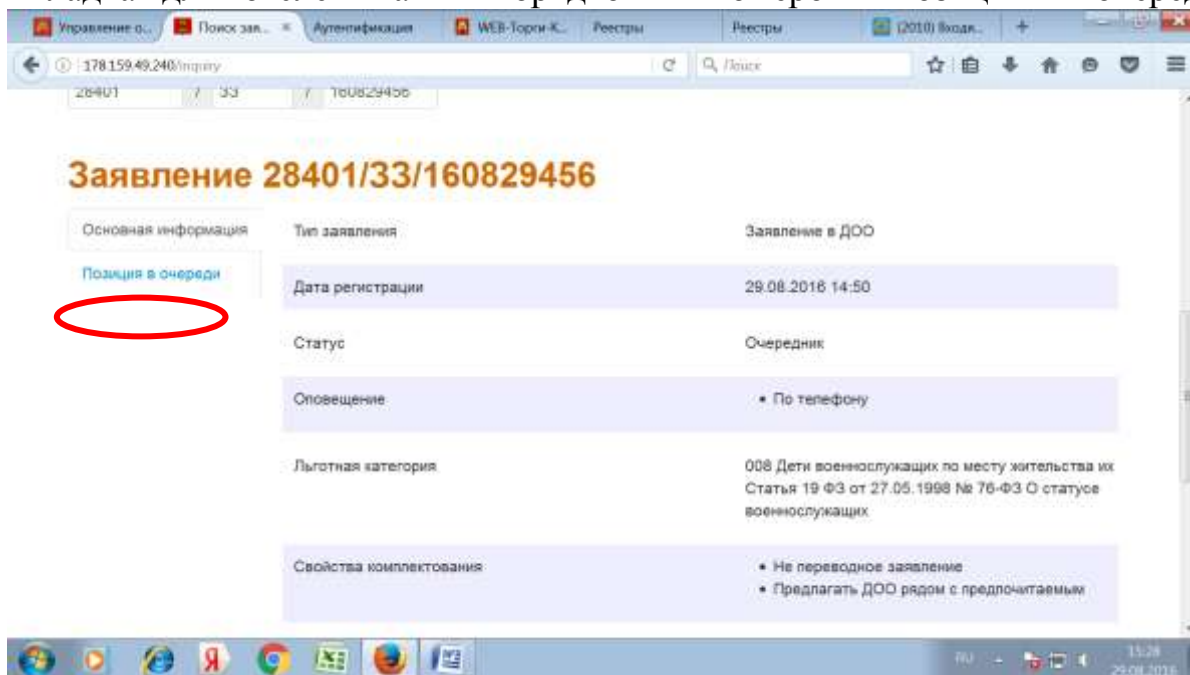 Управление о...
Поиск зая...
Аутентификация
WEB-Торги-К...
Реестры
Реестры
(2010) Входя...
178.159.49.240/inquiry
Поиск
28401 / 33 / 160829456
Заявление 28401/ЗЗ/160829456
Основная информация
Позиция в очереди
Тип заявления Заявление в ДОО
Дата регистрации 29.08.2016 14:50
Статус Очередник
Оповещение • По телефону
Льготная категория 008 Дети военнослужащих по месту жительства их
Статья 19 ФЗ от 27.05.1998 № 76-ФЗ О статусе
военнослужащих
Свойства комплектования • Не переводное заявление
• Предлагать ДОО рядом с предпочитаемым
RU
15:28
29.08.2016